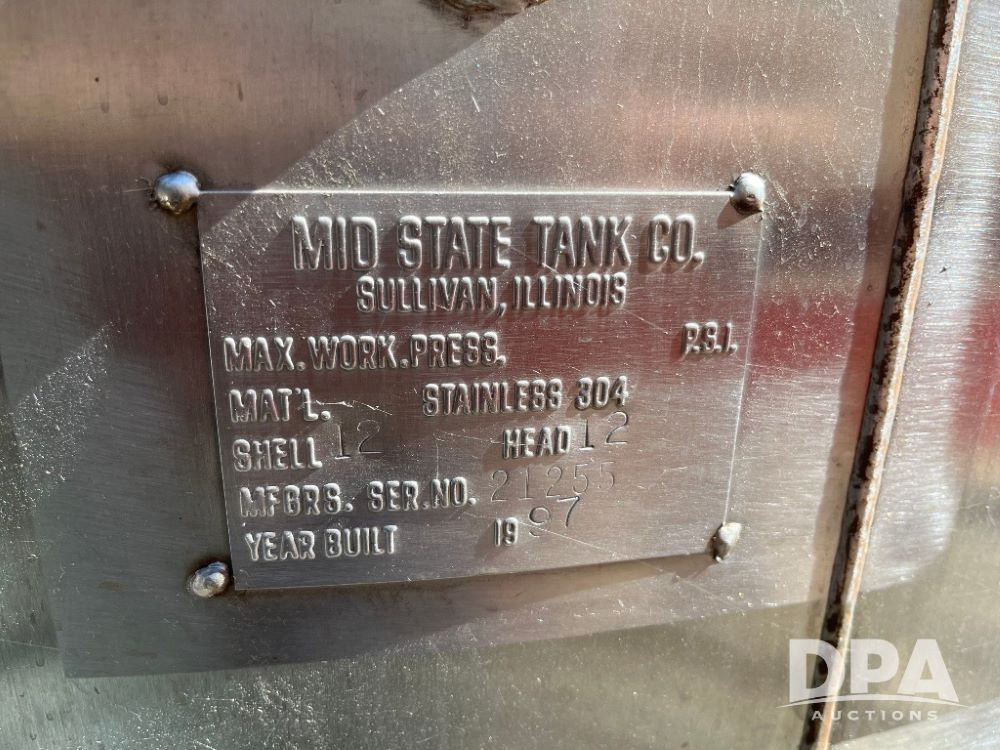 MID STATE TANK CO.
SULLIVAN, ILLINOIS
MAX. WORK. PRESS. P.S.I.
MAT'L. STAINLESS 304
SHELL 12 HEAD 12
MFGRS. SER. NO. 21255
YEAR BUILT 1997
DPA
AUCTIONS